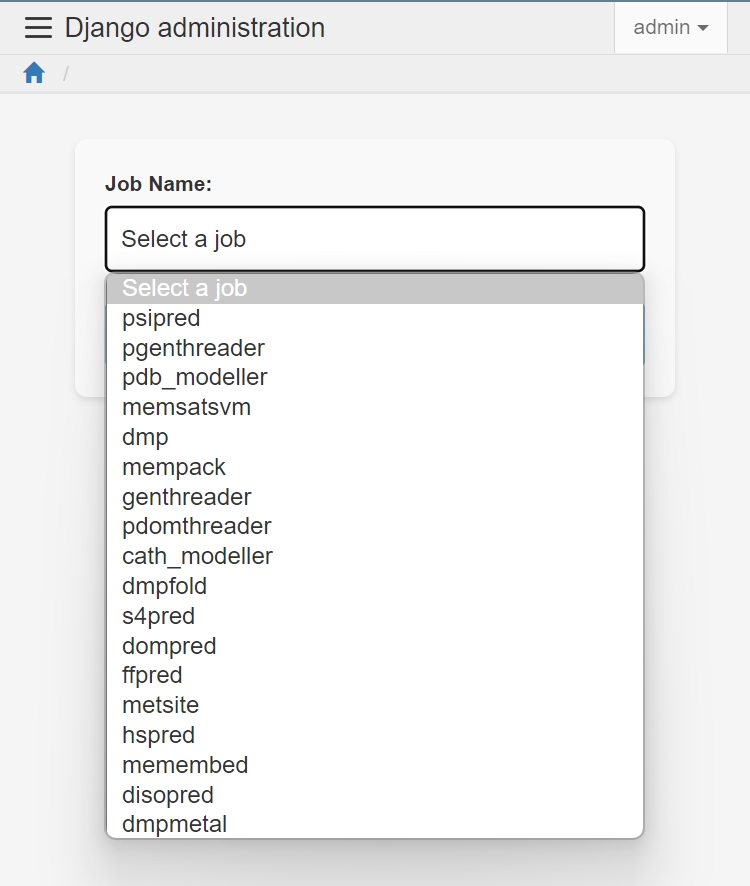 Django administration
admin
/
Job Name:
Select a job
Select a job
psipred
pgenthreader
pdb_modeller
memsatsvm
dmp
mempack
genthreader
pdomthreader
cath_modeller
dmpfold
s4pred
dompred
ffpred
metsite
hspred
memembed
disopred
dmpmetal